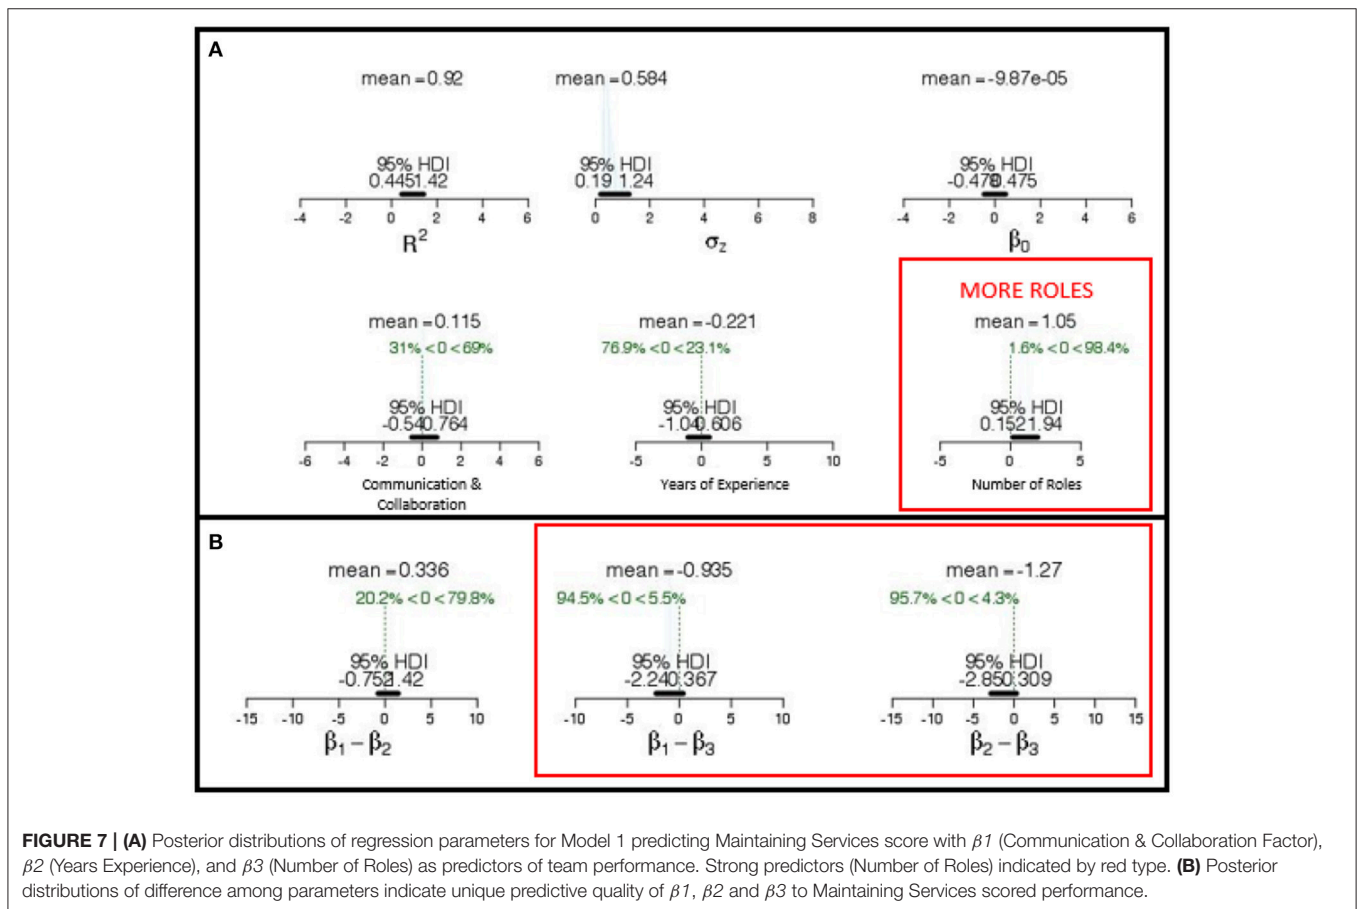 A
mean = 0.92
mean = 0.584
mean = -9.87e-05
95% HDI
95% HDI
95% HDI
0.445 1.42
0.19 1.24
-0.478 0.475
-4 -2 0 2 4 6
0 2 4 6 8
-4 -2 0 2 4 6
R²
σz
β0
MORE ROLES
mean = 0.115
mean = -0.221
mean = 1.05
31% < 0 < 69%
76.9% < 0 < 23.1%
1.6% < 0 < 98.4%
95% HDI
95% HDI
95% HDI
-0.54 0.764
-1.04 0.606
0.152 1.94
-6 -4 -2 0 2 4 6
-5 0 5 10
-5 0 5
Communication &
Collaboration
Years of Experience
Number of Roles
B
mean = 0.336
mean = -0.935
mean = -1.27
20.2% < 0 < 79.8%
94.5% < 0 < 5.5%
95.7% < 0 < 4.3%
95% HDI
95% HDI
95% HDI
-0.752 1.42
-2.24 0.367
-2.85 0.309
-15 -10 -5 0 5 10
-10 -5 0 5 10
-15 -10 -5 0 5 10 15
β1 – β2
β1 – β3
β2 – β3
FIGURE 7 | (A) Posterior distributions of regression parameters for Model 1 predicting Maintaining Services score with β1 (Communication & Collaboration Factor),
β2 (Years Experience), and β3 (Number of Roles) as predictors of team performance. Strong predictors (Number of Roles) indicated by red type. (B) Posterior
distributions of difference among parameters indicate unique predictive quality of β1, β2 and β3 to Maintaining Services scored performance.